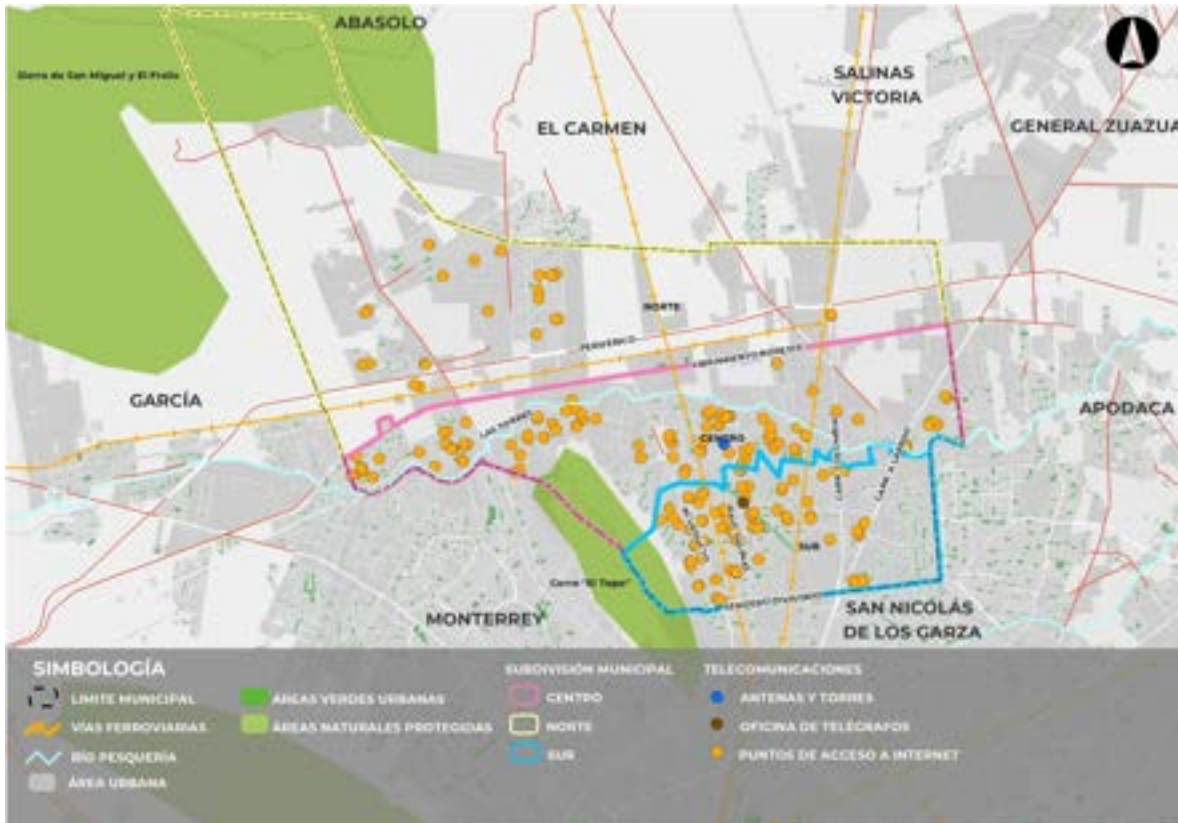 ABASOLO
Sierra de San Miguel y El Fraile
SALINAS
VICTORIA
EL CARMEN
GENERAL ZUAZUA
NORTE
PERIFÉRICO
GARCÍA
LAS TORRES
APODACA
CENTRO
SUR
Cerro "El Topo"
MONTERREY
SAN NICOLÁS
DE LOS GARZA
SIMBOLOGÍA
LIMITE MUNICIPAL
VÍAS FERROVIARIAS
RÍO PESQUERÍA
ÁREA URBANA
ÁREAS VERDES URBANAS
ÁREAS NATURALES PROTEGIDAS
SUBDIVISIÓN MUNICIPAL
CENTRO
NORTE
SUR
TELECOMUNICACIONES
ANTENAS Y TORRES
OFICINA DE TELÉGRAFOS
PUNTOS DE ACCESO A INTERNET